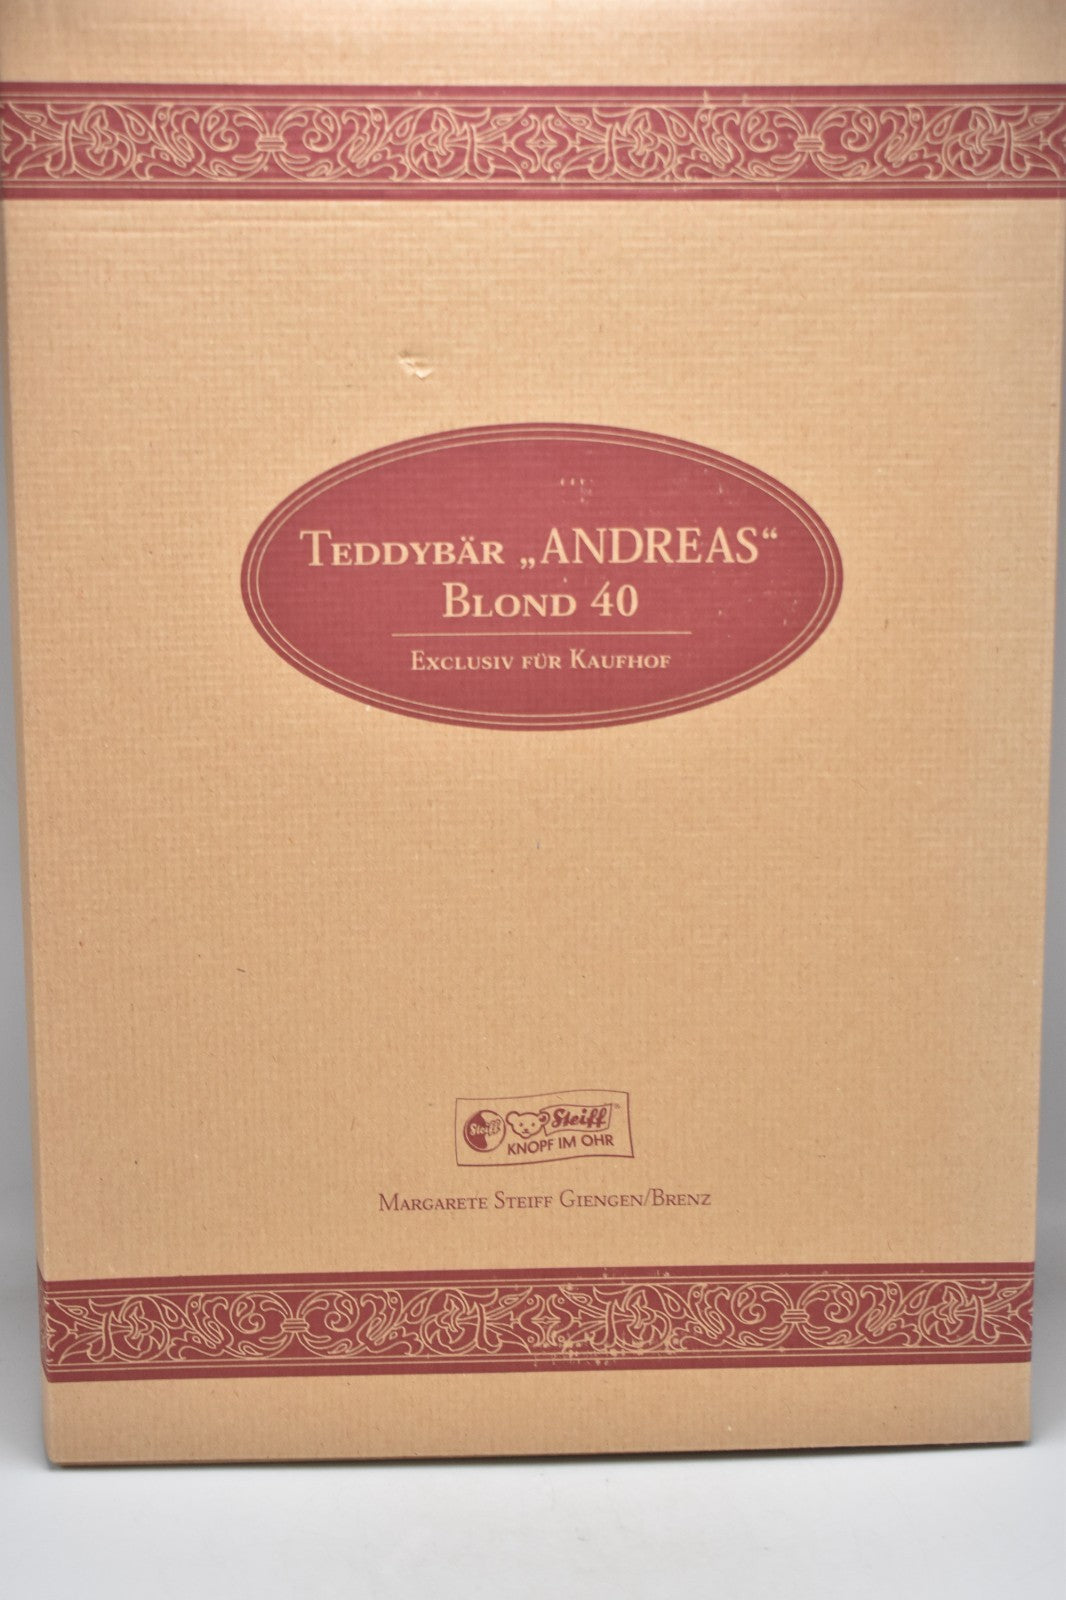 TEDDYBÄR „ANDREAS“
BLOND 40
EXCLUSIV FÜR KAUFHOF
Steiff
Steiff
KNOPF IM OHR
MARGARETE STEIFF GIENGEN/BRENZ